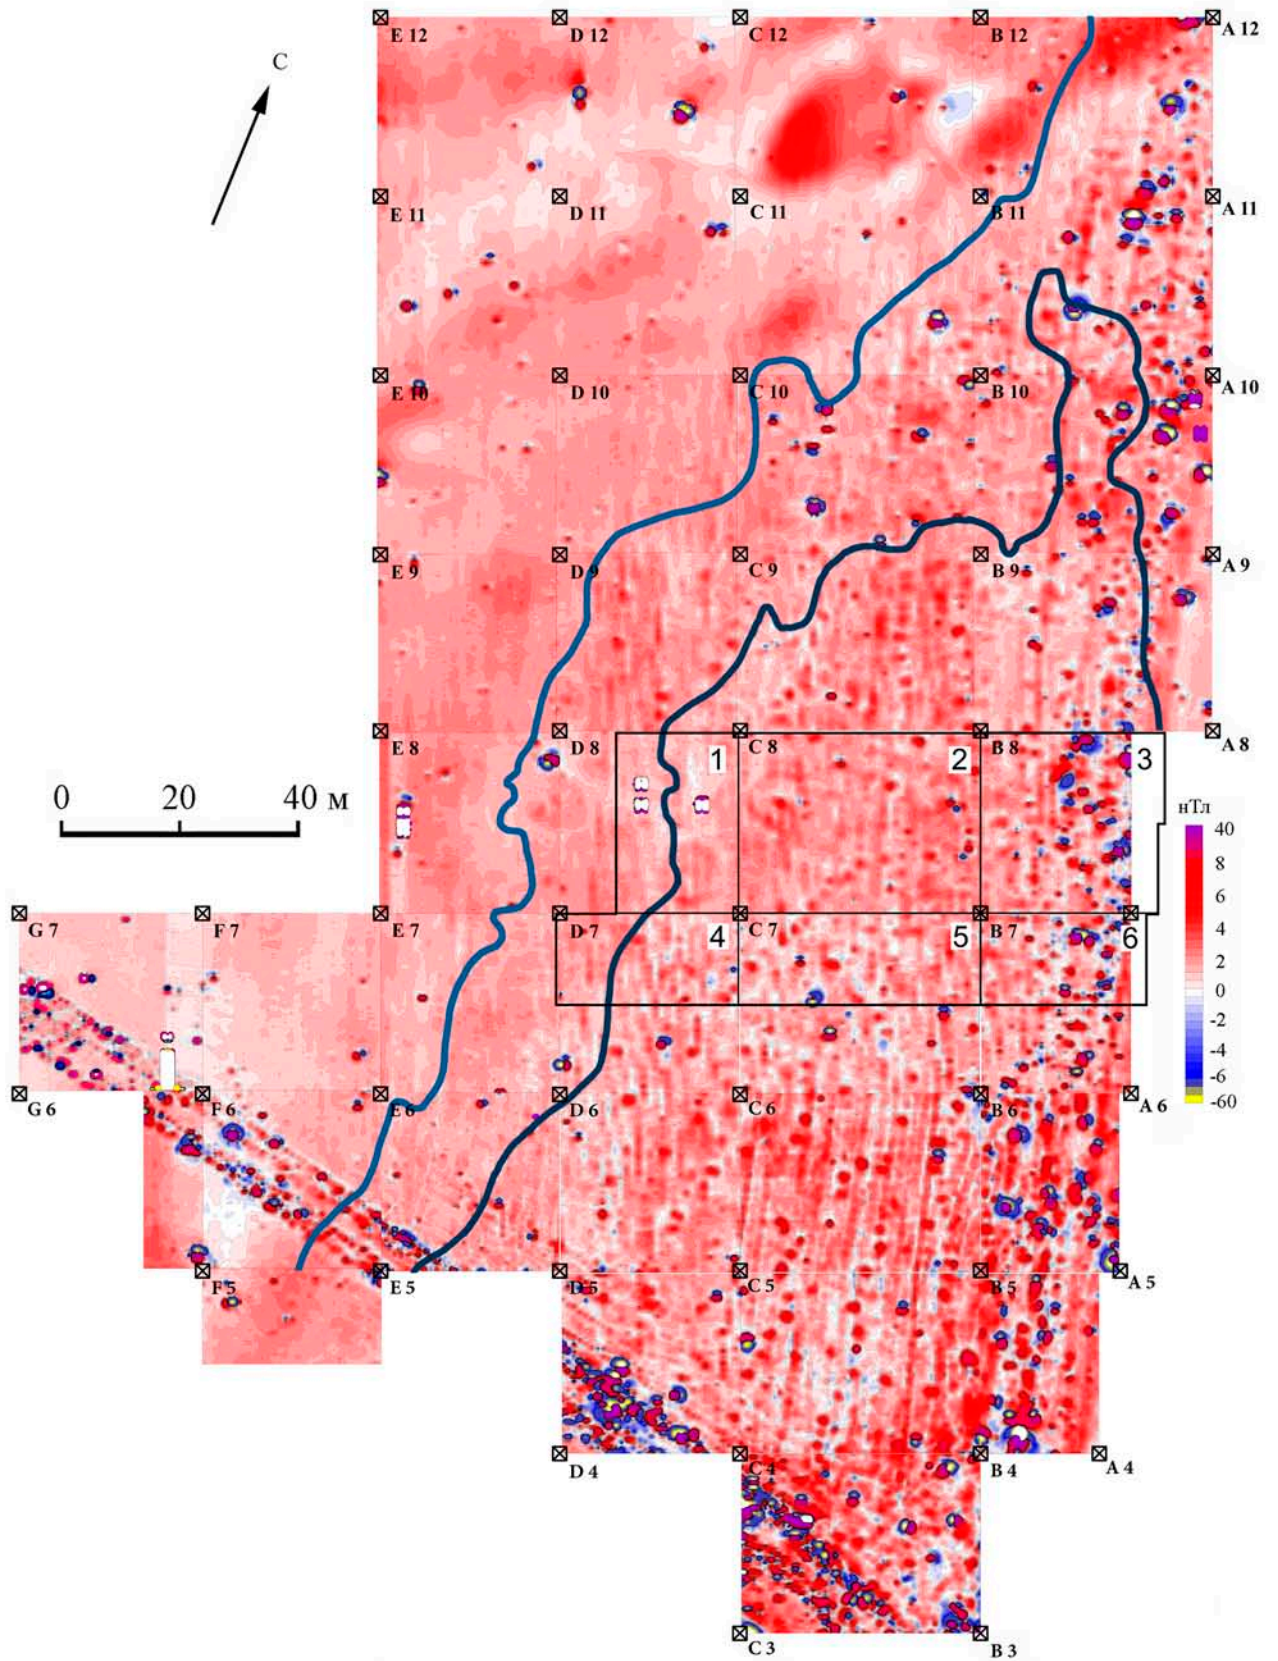 E 12 D 12 C 12 B 12 A 12
С
E 11 D 11 C 11 B 11 A 11
E 10 D 10 C 10 B 10 A 10
E 9 D 9 C 9 B 9 A 9
E 8 D 8 1 C 8 2 B 8 3 A 8
0 20 40 м
нТл
40
8
6
4
2
0
-2
-4
-6
-60
G 7 F 7 E 7 D 7 4 C 7 5 B 7 6
G 6 F 6 E 6 D 6 C 6 B 6 A 6
F 5 E 5 D 5 C 5 B 5 A 5
D 4 C 4 B 4 A 4
C 3 B 3